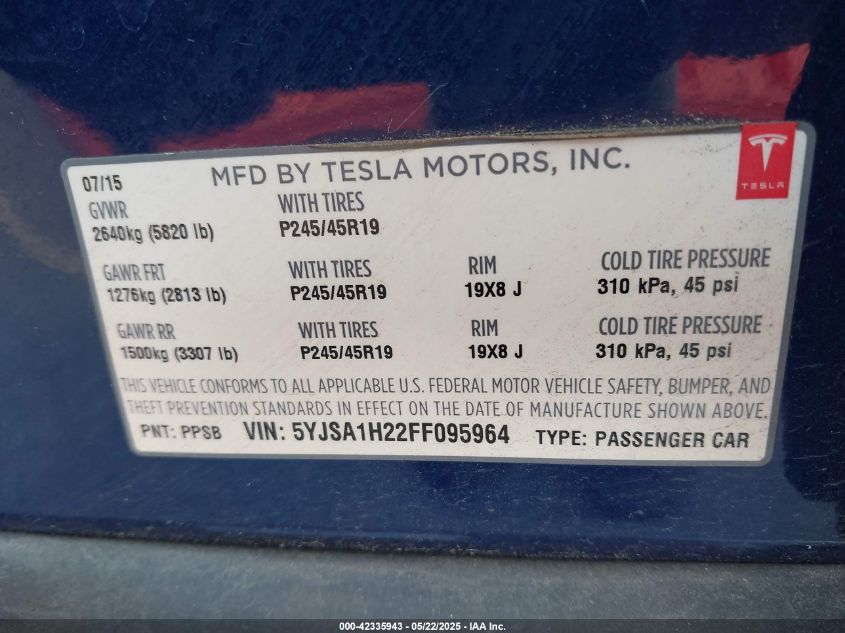 07/15
MFD BY TESLA MOTORS, INC.
TESLA
GVWR WITH TIRES
2640kg (5820 lb) P245/45R19
GAWR FRT WITH TIRES RIM COLD TIRE PRESSURE
1276kg (2813 lb) P245/45R19 19X8 J 310 kPa, 45 psi
GAWR RR WITH TIRES RIM COLD TIRE PRESSURE
1500kg (3307 lb) P245/45R19 19X8 J 310 kPa, 45 psi
THIS VEHICLE CONFORMS TO ALL APPLICABLE U.S. FEDERAL MOTOR VEHICLE SAFETY, BUMPER, AND
THEFT PREVENTION STANDARDS IN EFFECT ON THE DATE OF MANUFACTURE SHOWN ABOVE.
PNT: PPSB VIN: 5YJSA1H22FF095964 TYPE: PASSENGER CAR
000-42335943 - 05/22/2025 - IAA Inc.